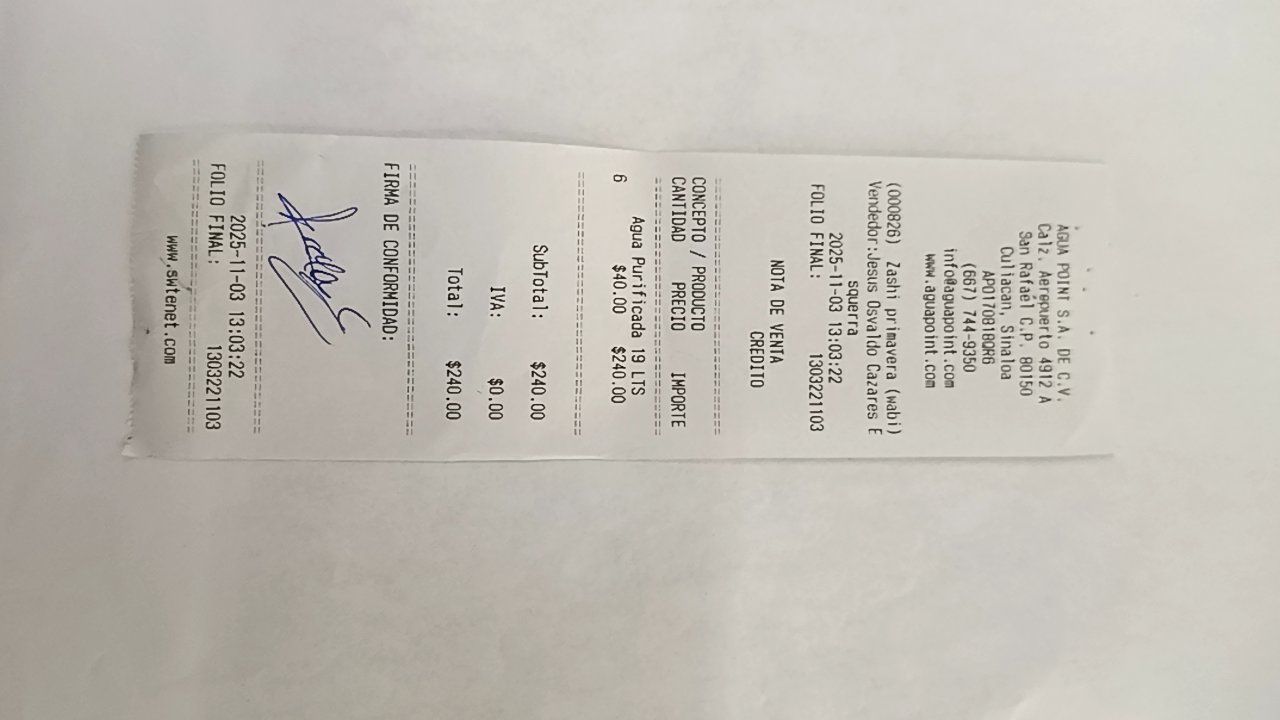 AGUA POINT S.A. DE C.V.
Calz. Aeropuerto 4912 A
San Rafael C.P. 80150
Culiacan, Sinaloa
APO170818QR6
(667) 744-9350
info@aguapoint.com
www.aguapoint.com
(000826) Zashi primavera (wabi)
Vendedor:Jesus Osvaldo Cazares E
squerra
2025-11-03 13:03:22
FOLIO FINAL: 1303221103
NOTA DE VENTA
CREDITO
CONCEPTO / PRODUCTO
CANTIDAD PRECIO IMPORTE
Agua Purificada 19 LTS
6 $40.00 $240.00
SubTotal: $240.00
IVA: $0.00
Total: $240.00
FIRMA DE CONFORMIDAD:
2025-11-03 13:03:22
FOLIO FINAL: 1303221103
www.swtenet.com